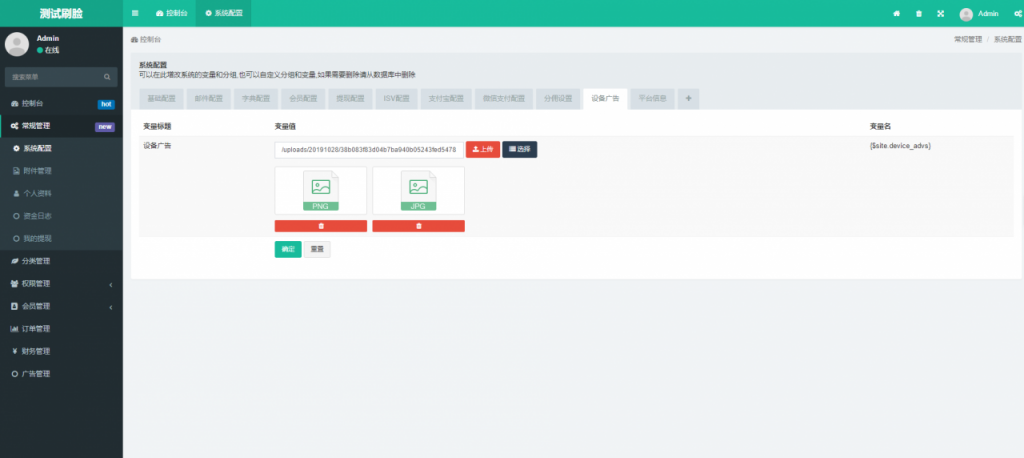 测试刷脸
控制台
系统配置
Admin
Admin
在线
控制台
常规管理 / 系统配置
搜索菜单
控制台 hot
常规管理 new
系统配置
附件管理
个人资料
资金日志
我的提现
分类管理
权限管理
会员管理
订单管理
财务管理
广告管理
系统配置
可以在此增改系统的变量和分组,也可以自定义分组和变量,如果需要删除请从数据库中删除
基础配置 邮件配置 字典配置 会员配置 提现配置 ISV配置 支付宝配置 微信支付配置 分佣设置 设备广告 平台信息 +
变量标题 变量值 变量名
设备广告 /uploads/20191028/38b083f83d04b7ba940b05243fed5478 上传 选择 {$site.device_advs}
PNG JPG
确定 重置